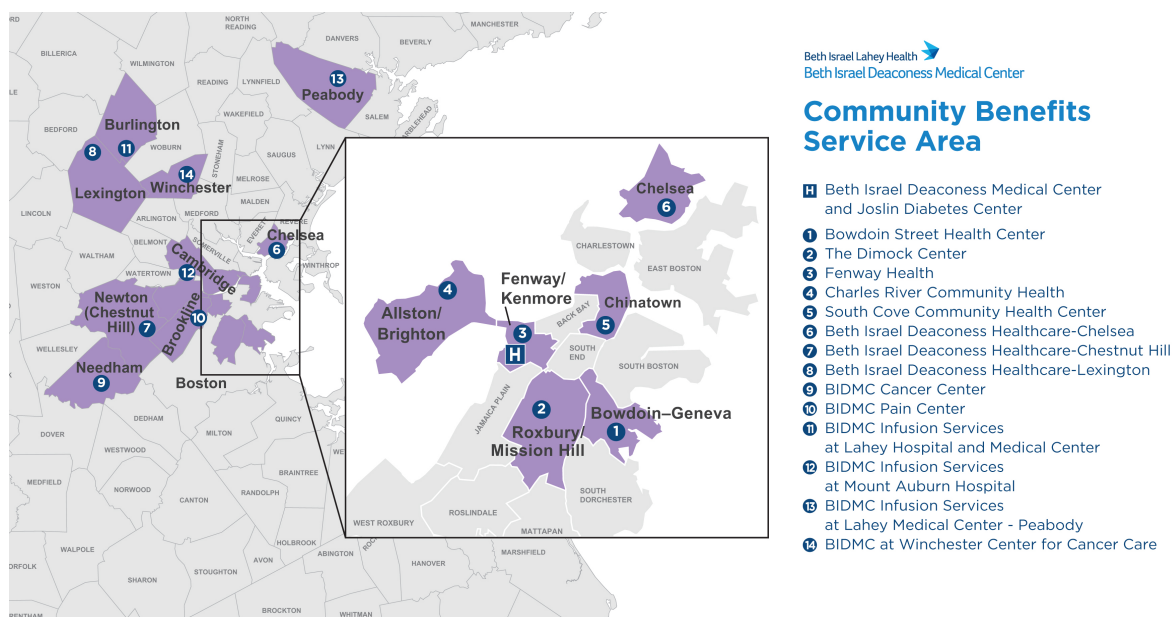 Beth Israel Lahey Health
Beth Israel Deaconess Medical Center
Community Benefits
Service Area
H Beth Israel Deaconess Medical Center
and Joslin Diabetes Center
1 Bowdoin Street Health Center
2 The Dimock Center
3 Fenway Health
4 Charles River Community Health
5 South Cove Community Health Center
6 Beth Israel Deaconess Healthcare-Chelsea
7 Beth Israel Deaconess Healthcare-Chestnut Hill
8 Beth Israel Deaconess Healthcare-Lexington
9 BIDMC Cancer Center
10 BIDMC Pain Center
11 BIDMC Infusion Services
at Lahey Hospital and Medical Center
12 BIDMC Infusion Services
at Mount Auburn Hospital
13 BIDMC Infusion Services
at Lahey Medical Center - Peabody
14 BIDMC at Winchester Center for Cancer Care
NORTH
READING
MANCHESTER
DANVERS
BEVERLY
BILLERICA
WILMINGTON
READING
LYNNFIELD
13
Peabody
SALEM
WAKEFIELD
Burlington
BEDFORD
8
11
WOBURN
STONEHAM
SAUGUS
LYNN
14
Winchester
MELROSE
Lexington
MALDEN
LINCOLN
ARLINGTON
MEDFORD
EVERETT
REVERE
Chelsea
6
BELMONT
SOMERVILLE
WINTHROP
WALTHAM
WATERTOWN
12
Cambridge
WESTON
Newton
(Chestnut
Hill)
7
Brookline
10
WELLESLEY
Needham
9
Boston
DEDHAM
QUINCY
DOVER
MILTON
WESTWOOD
BRAINTREE
MEDFIELD
NORWOOD
CANTON
RANDOLPH
WALPOLE
HOLBROOK
ABINGTON
AVON
HANOVER
MARSHFIELD
SHARON
STOUGHTON
BROCKTON
WHITMAN
Chelsea
6
CHARLESTOWN
EAST BOSTON
4
Allston/
Brighton
Fenway/
Kenmore
3
H
BACK BAY
Chinatown
5
SOUTH
END
SOUTH BOSTON
JAMAICA PLAIN
2
Roxbury/
Mission Hill
Bowdoin–Geneva
1
SOUTH
DORCHESTER
ROSLINDALE
WEST ROXBURY
MATTAPAN